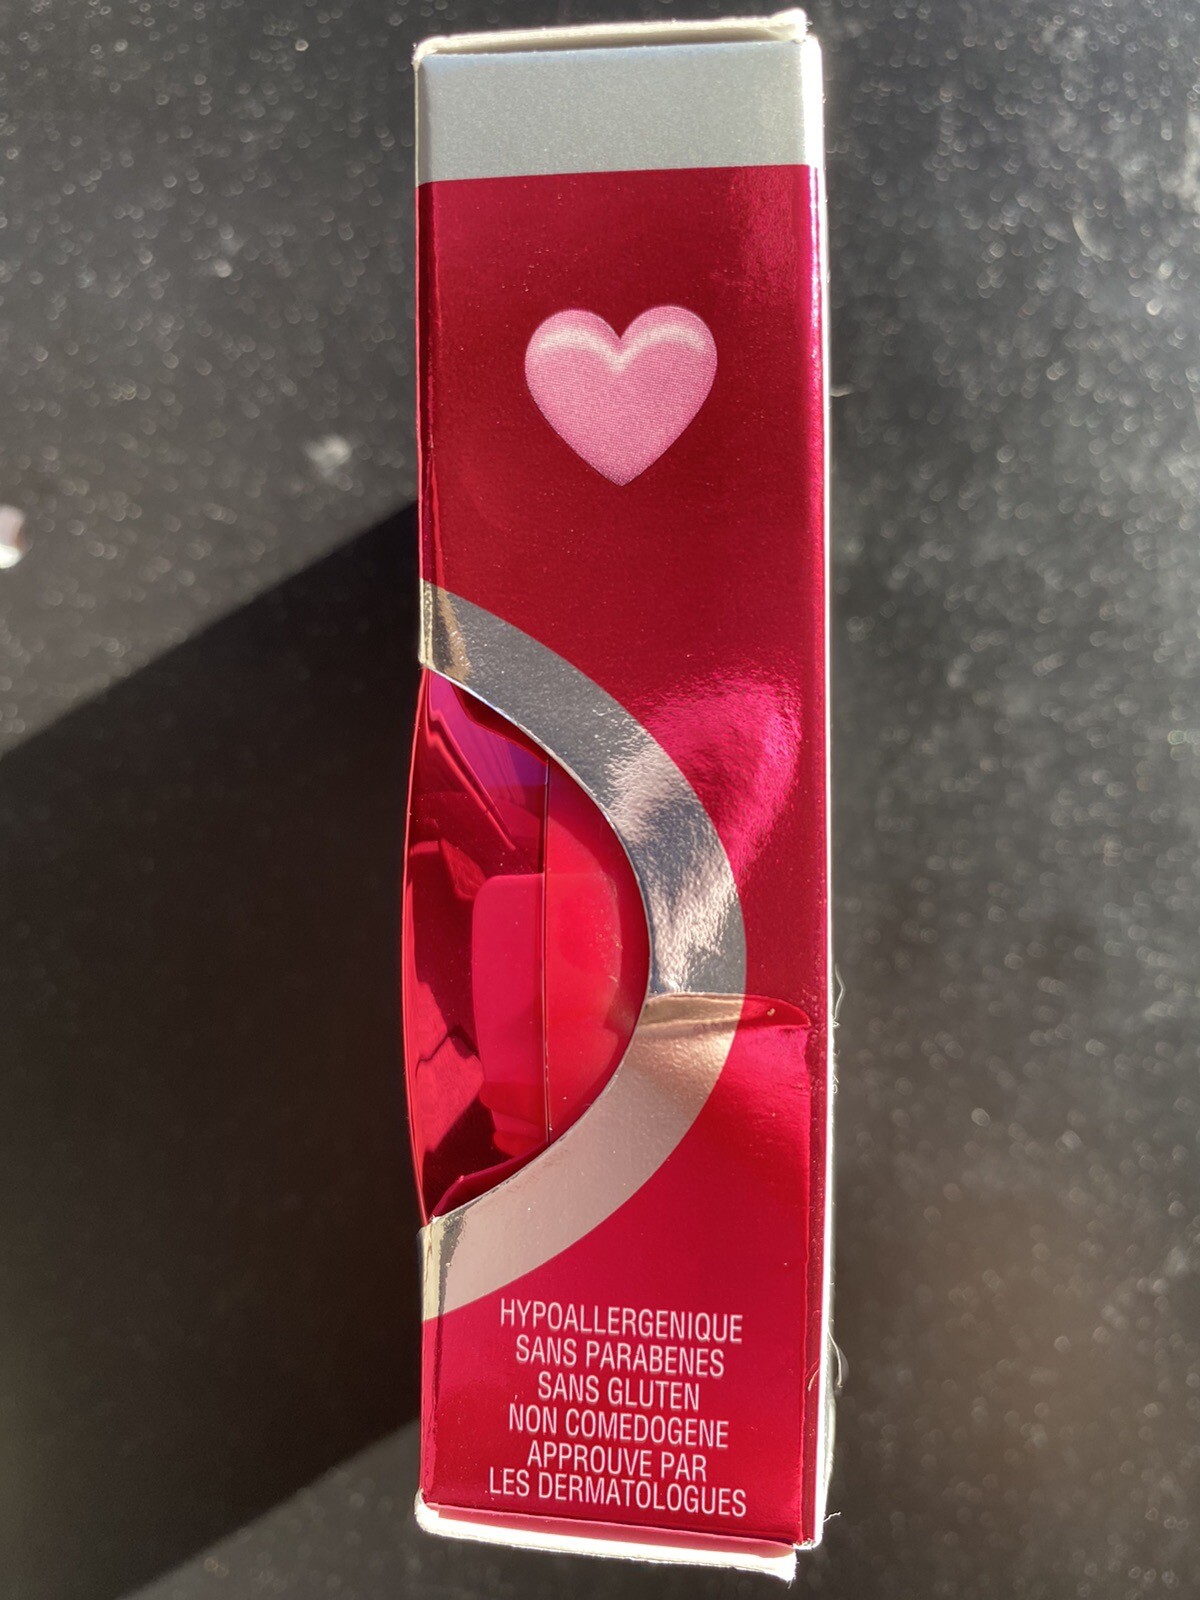 HYPOALLERGENIQUE
SANS PARABENES
SANS GLUTEN
NON COMEDOGENE
APPROUVE PAR
LES DERMATOLOGUES